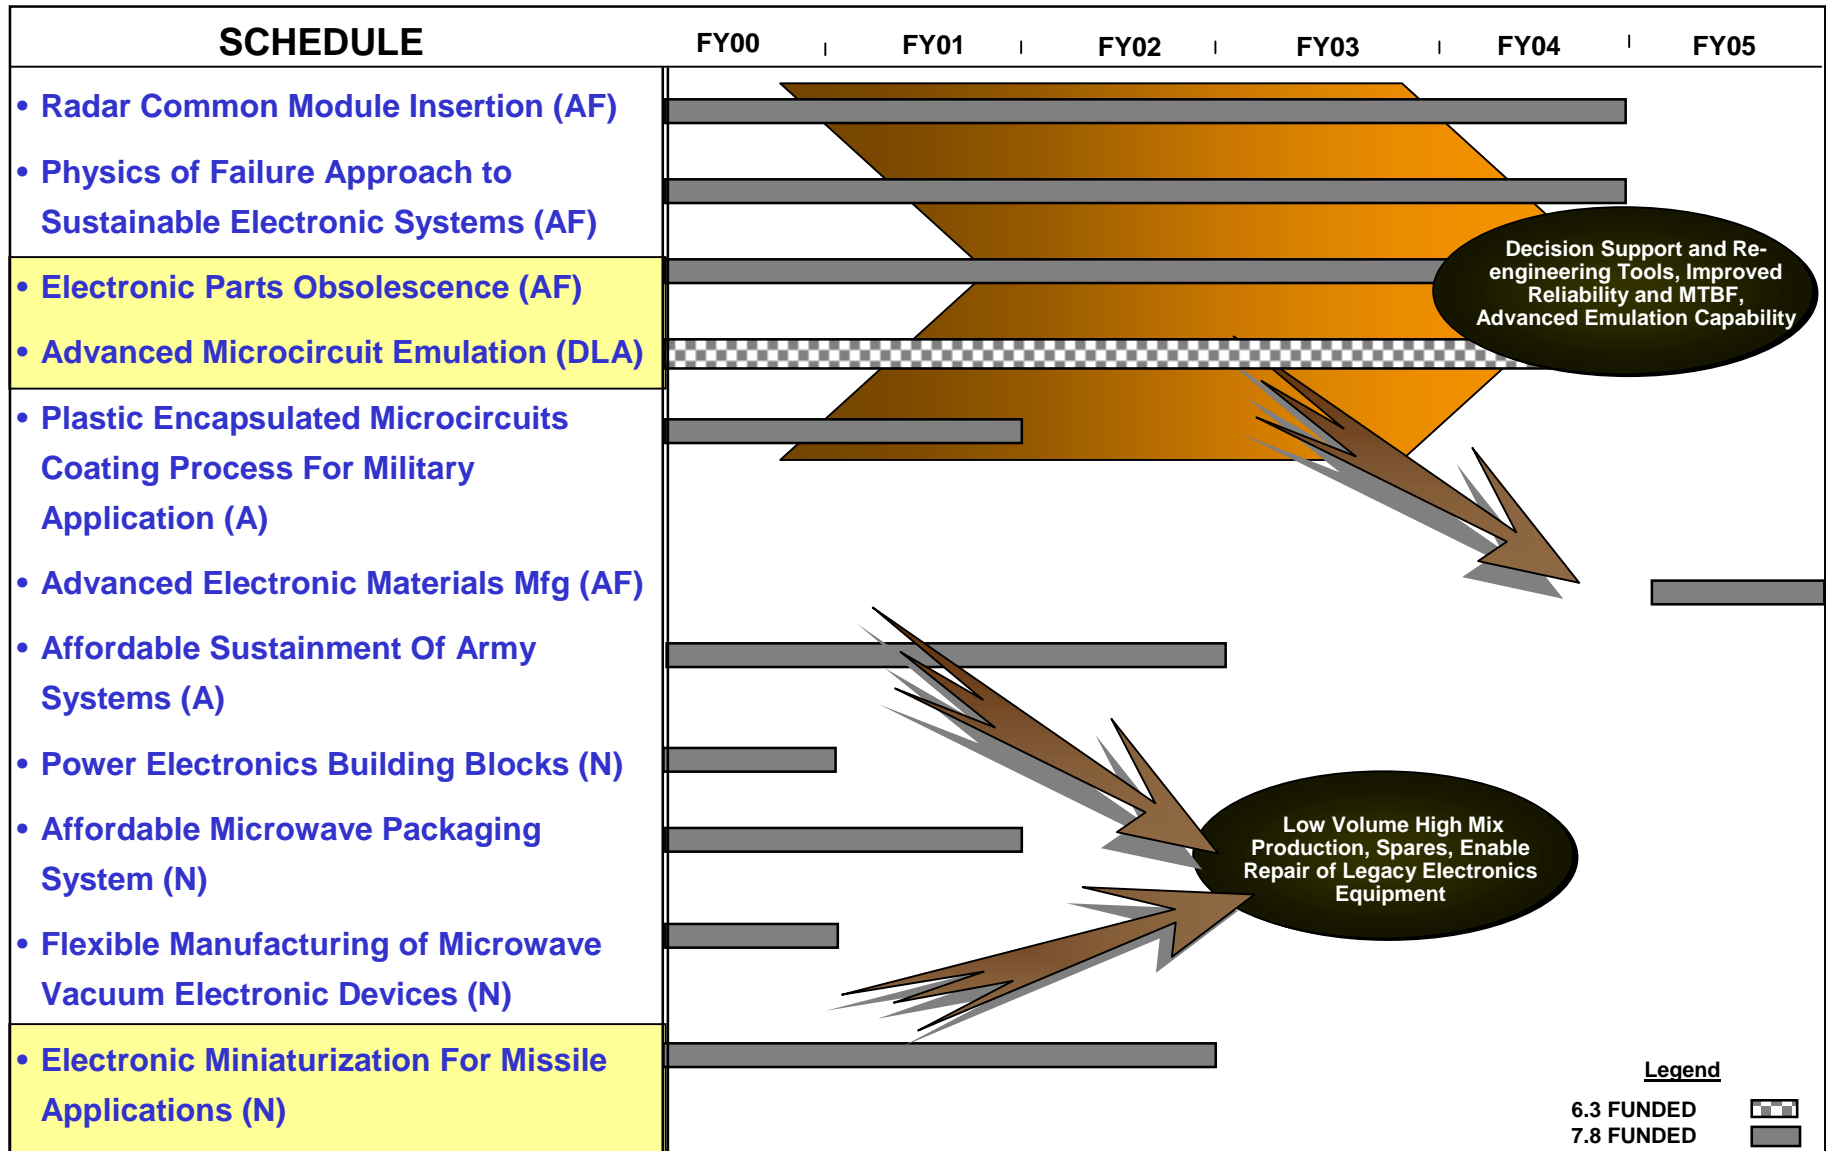 SCHEDULE FY00 FY01 FY02 FY03 FY04 FY05
• Radar Common Module Insertion (AF)
• Physics of Failure Approach to
Sustainable Electronic Systems (AF)
• Electronic Parts Obsolescence (AF)
• Advanced Microcircuit Emulation (DLA)
• Plastic Encapsulated Microcircuits
Coating Process For Military
Application (A)
• Advanced Electronic Materials Mfg (AF)
• Affordable Sustainment Of Army
Systems (A)
• Power Electronics Building Blocks (N)
• Affordable Microwave Packaging
System (N)
• Flexible Manufacturing of Microwave
Vacuum Electronic Devices (N)
• Electronic Miniaturization For Missile
Applications (N)
Decision Support and Re-
engineering Tools, Improved
Reliability and MTBF,
Advanced Emulation Capability
Low Volume High Mix
Production, Spares, Enable
Repair of Legacy Electronics
Equipment
Legend
6.3 FUNDED
7.8 FUNDED